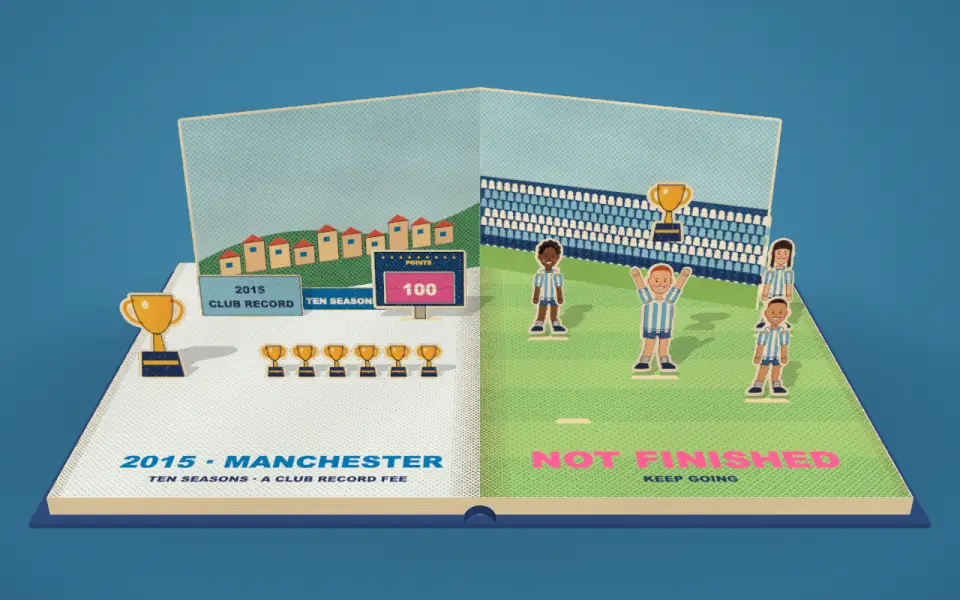 2015
CLUB RECORD
TEN SEASONS
POINTS
100
2015 · MANCHESTER
TEN SEASONS · A CLUB RECORD FEE
NOT FINISHED
KEEP GOING